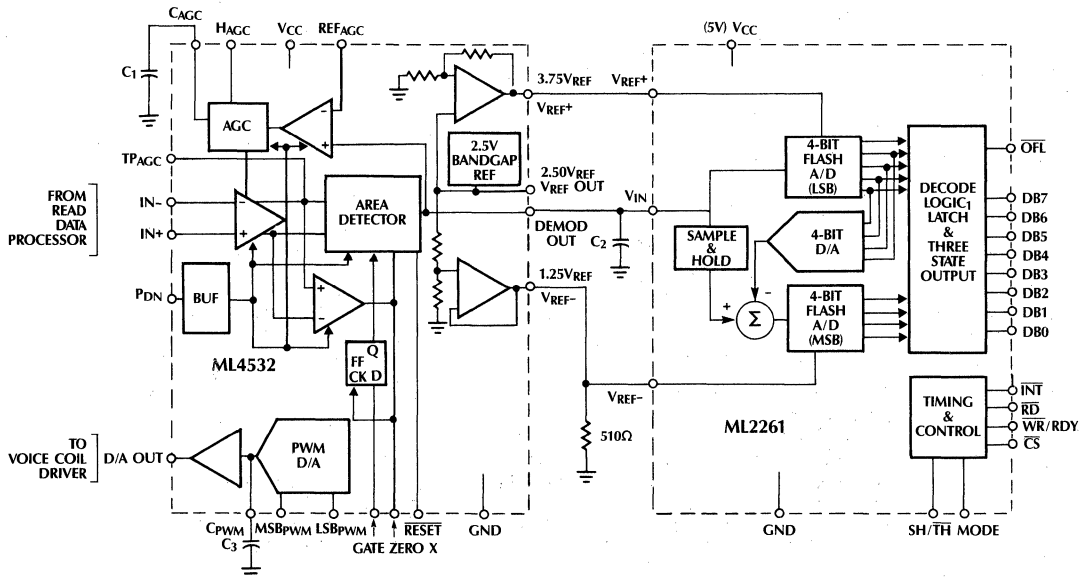 CAGC
HAGC
VCC
REFAGC
C1
AGC
-
+
TPAGC
FROM
READ
DATA
PROCESSOR
IN-
IN+
-
+
AREA
DETECTOR
PDN
BUF
+
-
ML4532
Q
FF
CK D
TO
VOICE COIL
DRIVER
D/A OUT
PWM
D/A
CPWM
MSBPWM
LSBPWM
C3
GATE
ZERO X
RESET
GND
3.75VREF
VREF+
2.5V
BANDGAP
REF
2.50VREF
VREF OUT
DEMOD
OUT
C2
1.25VREF
VREF-
510Ω
(5V) VCC
VREF+
VIN
VREF-
SAMPLE
&
HOLD
4-BIT
FLASH
A/D
(LSB)
4-BIT
D/A
-
+
Σ
4-BIT
FLASH
A/D
(MSB)
DECODE
LOGIC1
LATCH
&
THREE
STATE
OUTPUT
OFL
DB7
DB6
DB5
DB4
DB3
DB2
DB1
DB0
ML2261
TIMING
&
CONTROL
INT
RD
WR/RDY
CS
GND
SH/TH
MODE